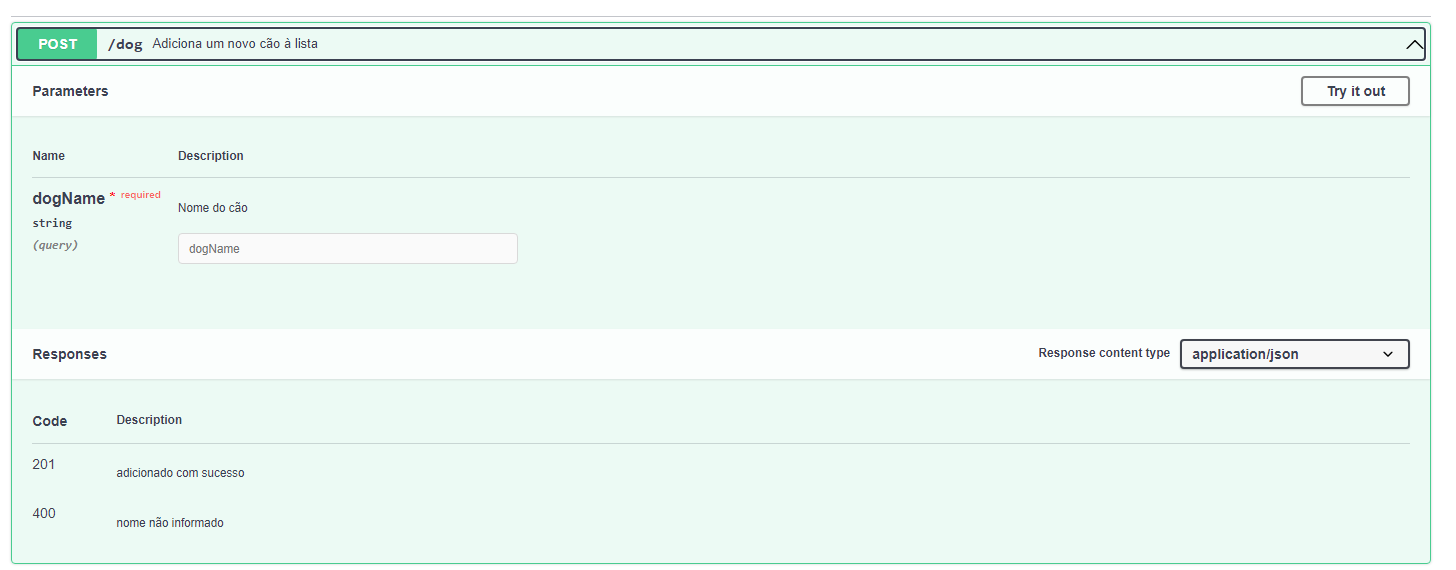 POST /dog Adiciona um novo cão à lista
Parameters
Try it out
Name Description
dogName * required
string
(query)
Nome do cão
dogName
Responses
Response content type application/json
Code Description
201 adicionado com sucesso
400 nome não informado